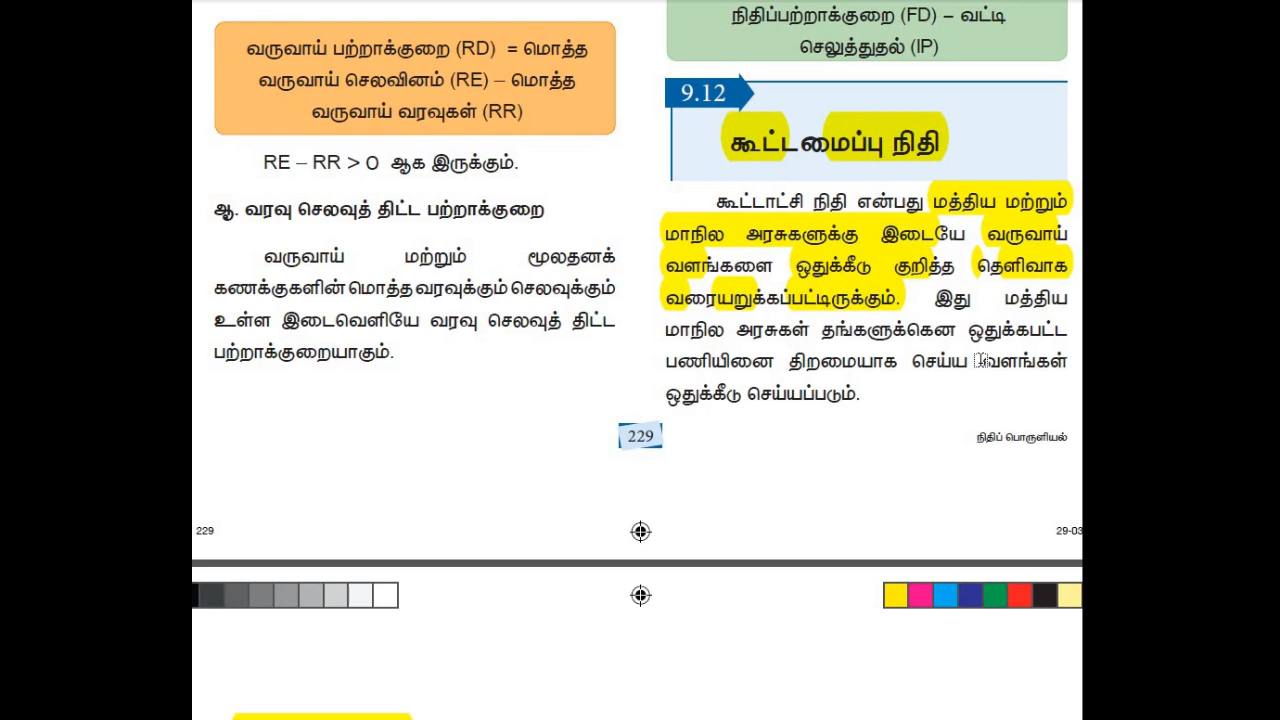 வருவாய் பற்றாக்குறை (RD) = மொத்த
வருவாய் செலவினம் (RE) – மொத்த
வருவாய் வரவுகள் (RR)
RE – RR > 0 ஆக இருக்கும்.
ஆ. வரவு செலவுத் திட்ட பற்றாக்குறை
வருவாய் மற்றும் மூலதனக்
கணக்குகளின் மொத்த வரவுக்கும் செலவுக்கும்
உள்ள இடைவெளியே வரவு செலவுத் திட்ட
பற்றாக்குறையாகும்.
நிதிப்பற்றாக்குறை (FD) – வட்டி
செலுத்துதல் (IP)
9.12
கூட்டமைப்பு நிதி
கூட்டாட்சி நிதி என்பது மத்திய மற்றும்
மாநில அரசுகளுக்கு இடையே வருவாய்
வளங்களை ஒதுக்கீடு குறித்த தெளிவாக
வரையறுக்கப்பட்டிருக்கும். இது மத்திய
மாநில அரசுகள் தங்களுக்கென ஒதுக்கபட்ட
பணியினை திறமையாக செய்ய வளங்கள்
ஒதுக்கீடு செய்யப்படும்.
229
நிதிப் பொருளியல்
229
29-03